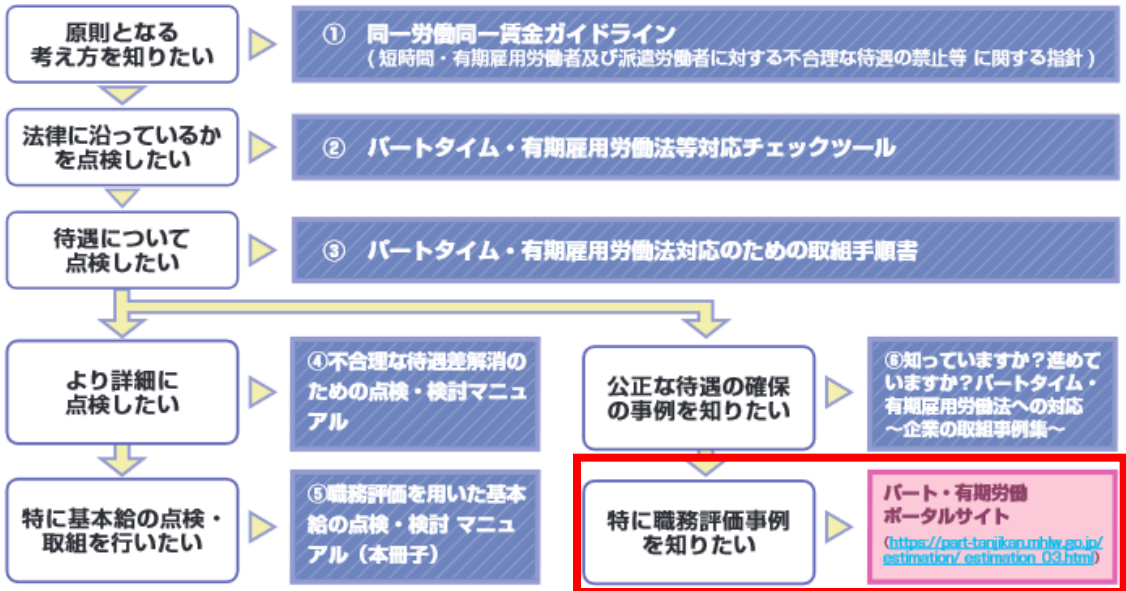 原則となる
考え方を知りたい
① 同一労働同一賃金ガイドライン
(短時間・有期雇用労働者及び派遣労働者に対する不合理な待遇の禁止等 に関する指針)
法律に沿っているか
を点検したい
② パートタイム・有期雇用労働法等対応チェックツール
待遇について
点検したい
③ パートタイム・有期雇用労働法対応のための取組手順書
より詳細に
点検したい
④不合理な待遇差解消の
ための点検・検討マニュ
アル
公正な待遇の確保
の事例を知りたい
⑥知っていますか？進めて
いますか？パートタイム・
有期雇用労働法への対応
～企業の取組事例集～
特に基本給の点検・
取組を行いたい
⑤職務評価を用いた基本
給の点検・検討 マニュ
アル（本冊子）
特に職務評価事例
を知りたい
パート・有期労働
ポータルサイト
(https://part-tanjikan.mhlw.go.jp/
estimation/ estimation_03.html)